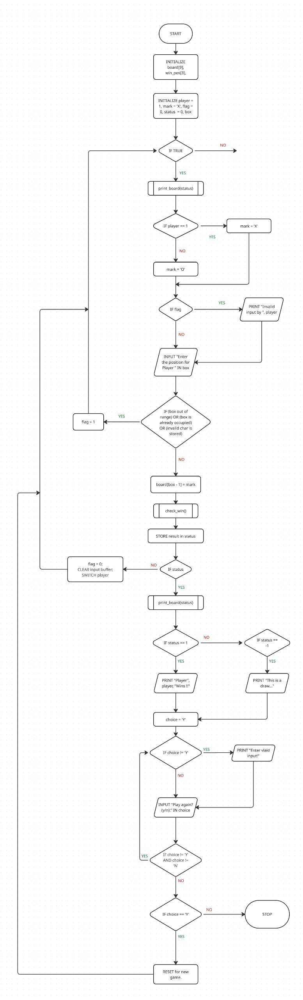 START
INITIALIZE
board[9],
win_pos[3],
INITIALIZE player =
1, mark = 'X', flag =
0, status = 0, box
IF TRUE
NO
YES
print_board(status)
IF player == 1
YES
mark = 'X'
NO
mark = 'O'
IF flag
YES
PRINT "Invalid
input by ", player
NO
INPUT "Enter
the position for
Player " IN box
IF (box out of
range) OR (box is
already occupied)
OR (invalid char is
stored)
YES
flag = 1
NO
board[box - 1] = mark
check_win()
STORE result in status
IF status
NO
flag = 0;
CLEAR input buffer;
SWITCH player
YES
print_board(status)
IF status == 1
NO
IF status ==
-1
YES
YES
PRINT "Player",
player, "Wins !!"
PRINT "This is a
draw..."
choice = 'Y'
IF choice != 'Y'
YES
PRINT "Enter vlaid
input!"
NO
INPUT "Play again?
(y/n):" IN choice
IF choice != 'Y'
AND choice !=
'N'
YES
NO
IF choice == 'Y'
NO
STOP
YES
RESET for new
game.